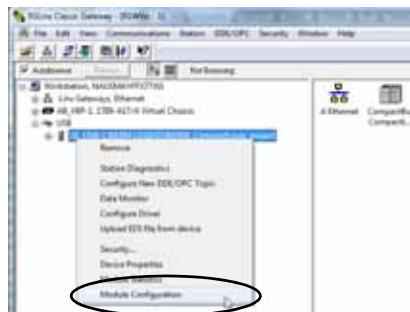 RSLinx Classic Gateway - [RSWho - 1]
File Edit View Communications Station DDE/OPC Security Window Help
Autobrowse Not Browsing
Workstation,
Linx Gateways, Ethernet
1789-A17/A Virtual Chassis
USB
A Ethernet
Remove
Station Diagnostics
Configure New DDE/OPC Topic
Data Monitor
Configure Driver
Upload EDS file from device
Security...
Device Properties
Module Statistics
Module Configuration